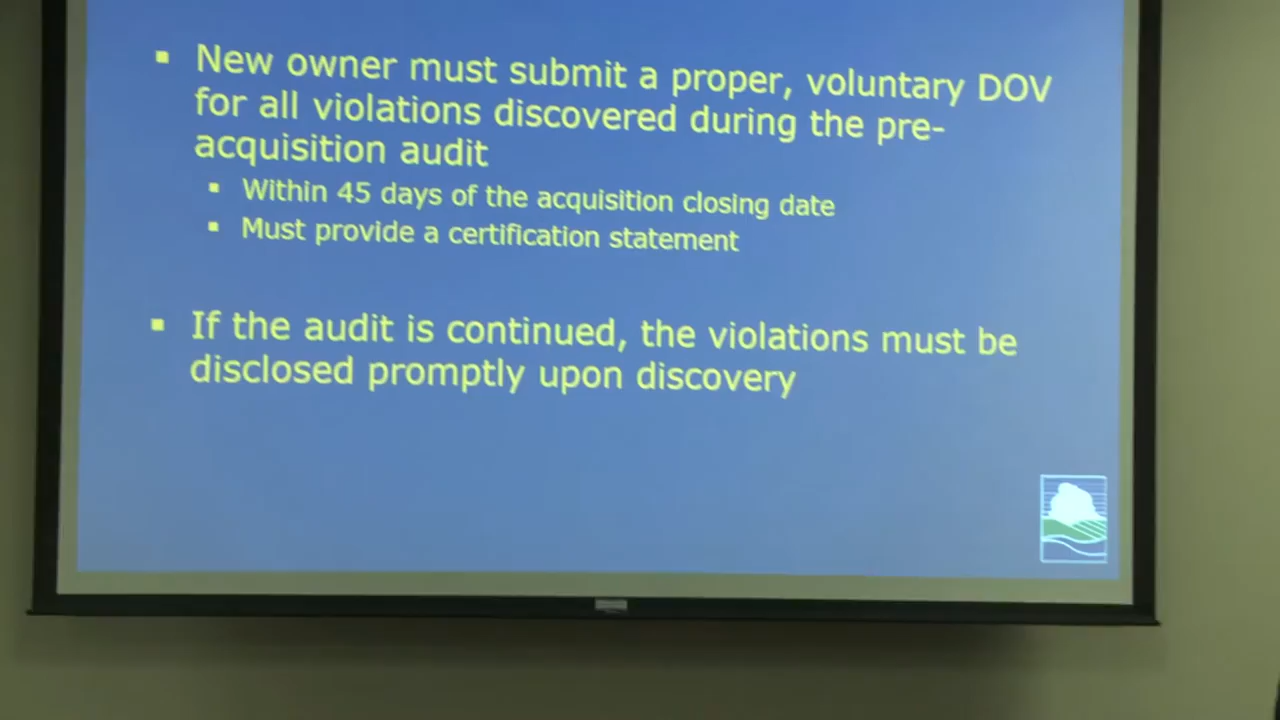 New owner must submit a proper, voluntary DOV
for all violations discovered during the pre-
acquisition audit
Within 45 days of the acquisition closing date
Must provide a certification statement
If the audit is continued, the violations must be
disclosed promptly upon discovery